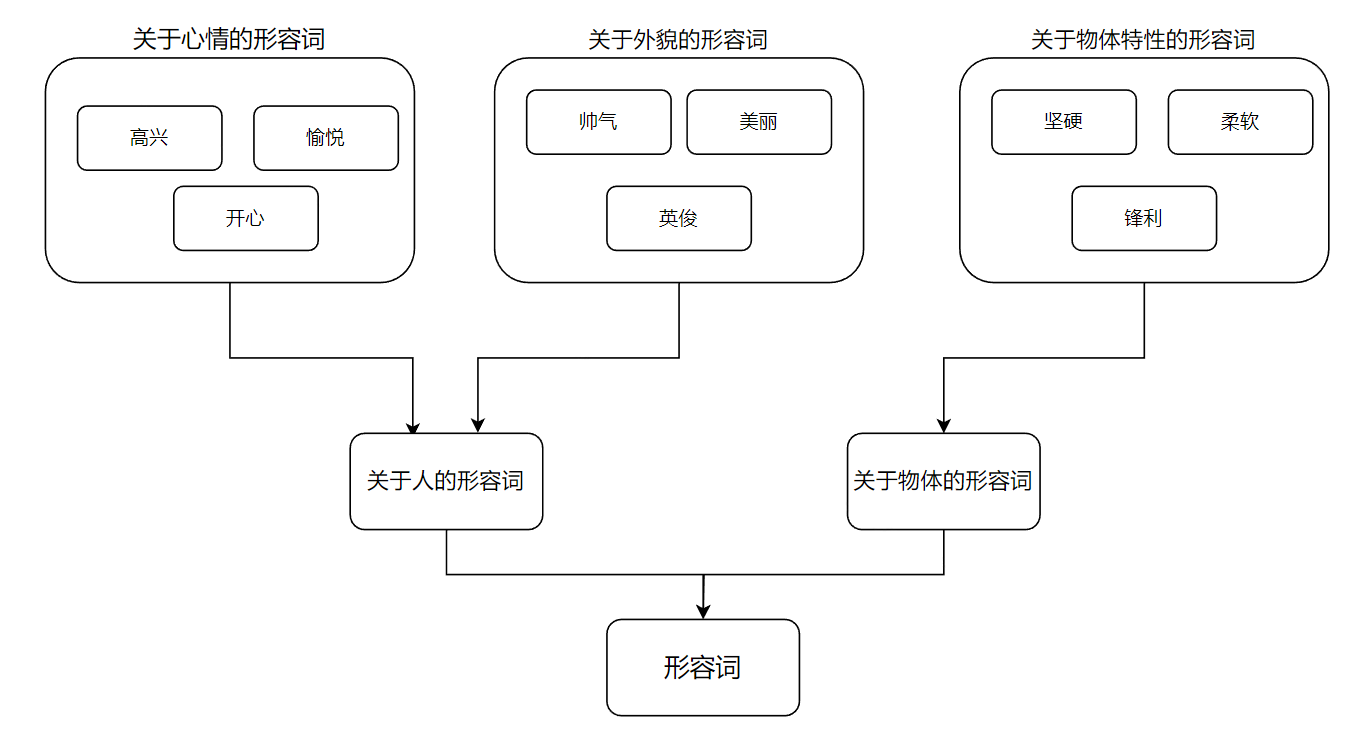 关于心情的形容词
关于外貌的形容词
关于物体特性的形容词
高兴
愉悦
开心
帅气
美丽
英俊
坚硬
柔软
锋利
关于人的形容词
关于物体的形容词
形容词